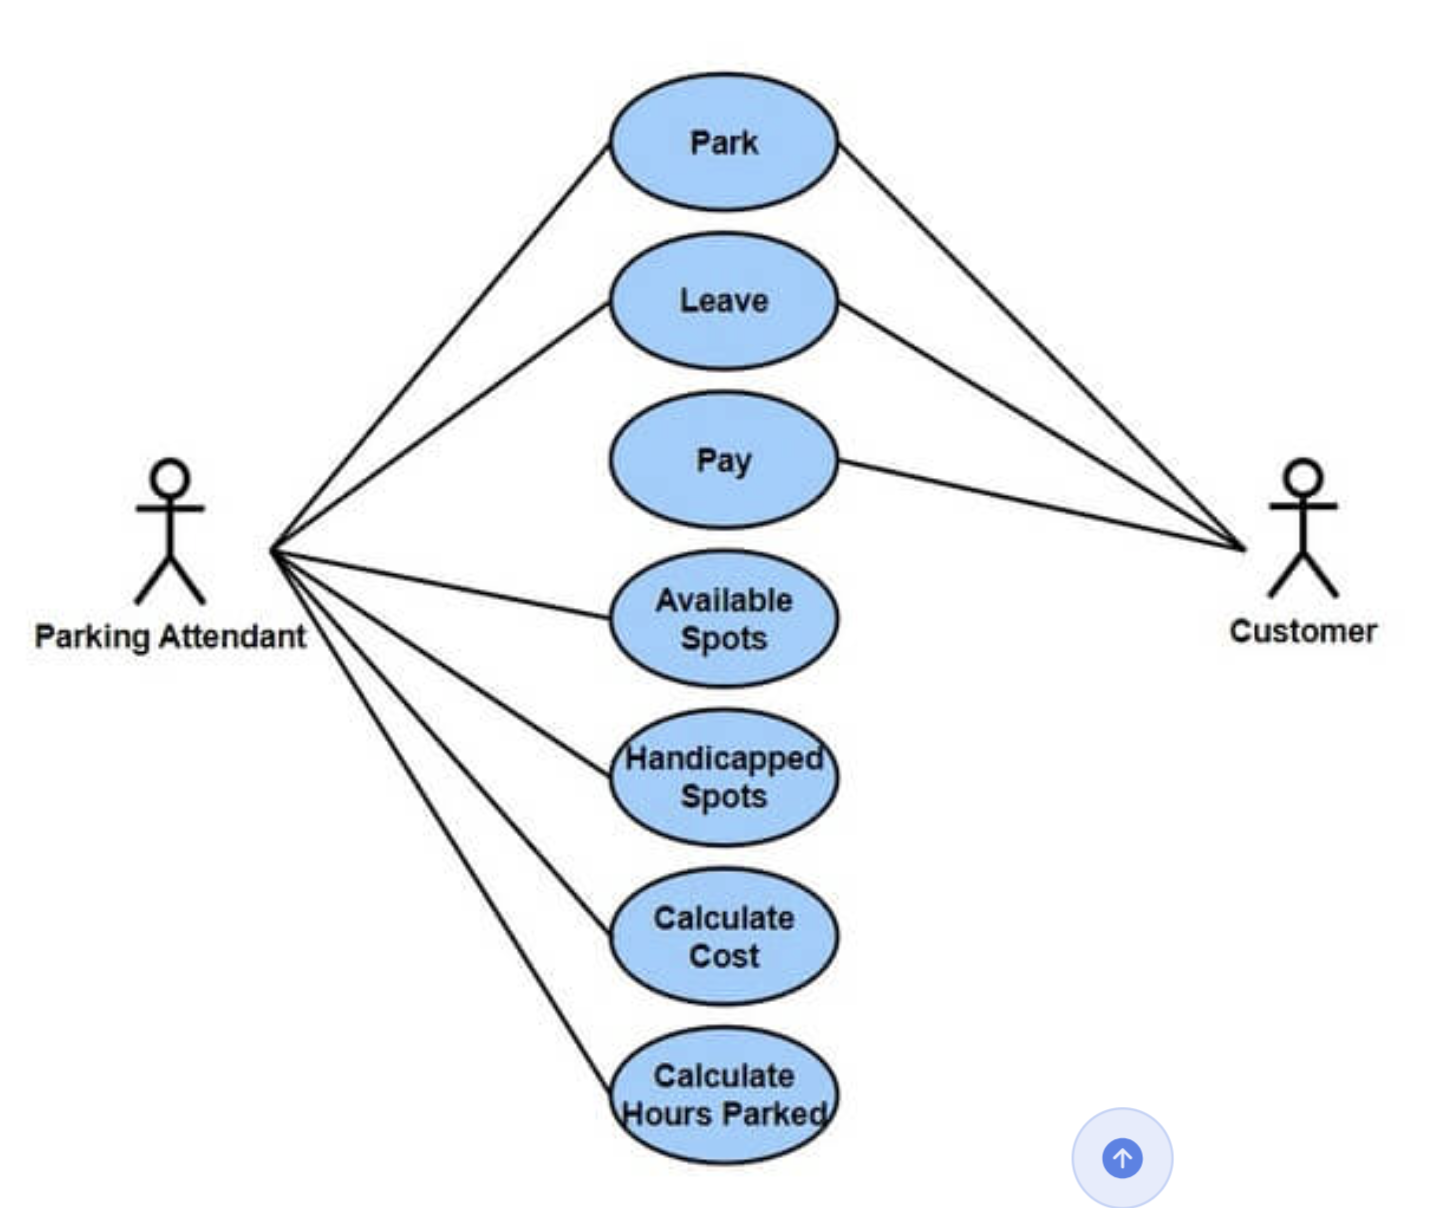 Park
Leave
Pay
Available
Spots
Handicapped
Spots
Calculate
Cost
Calculate
Hours Parked
Parking Attendant
Customer